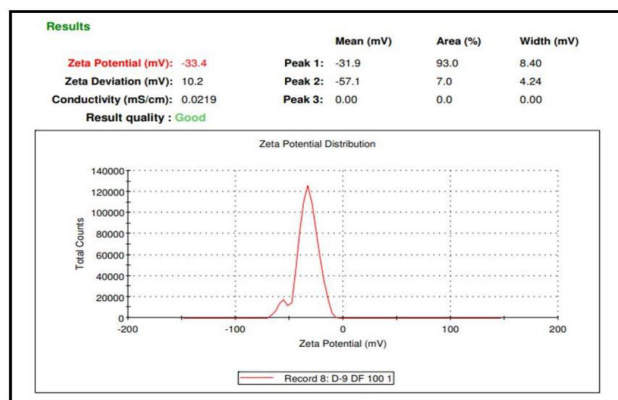 Results
Mean (mV) Area (%) Width (mV)
Zeta Potential (mV): -33.4 Peak 1: -31.9 93.0 8.40
Zeta Deviation (mV): 10.2 Peak 2: -57.1 7.0 4.24
Conductivity (mS/cm): 0.0219 Peak 3: 0.00 0.0 0.00
Result quality : Good
Zeta Potential Distribution
140000
120000
100000
80000
60000
40000
20000
0
Total Counts
-200 -100 0 100 200
Zeta Potential (mV)
Record 8: D-9 DF 100 1